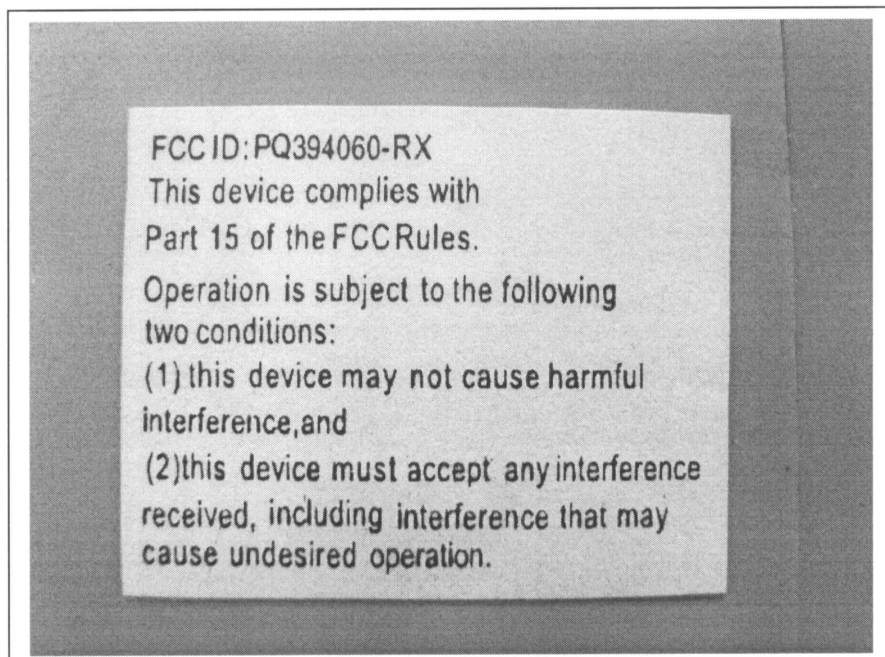 FCC ID:PQ394060-RX
This device complies with
Part 15 of the FCC Rules.
Operation is subject to the following
two conditions:
(1) this device may not cause harmful
interference,and
(2)this device must accept any interference
received, including interference that may
cause undesired operation.